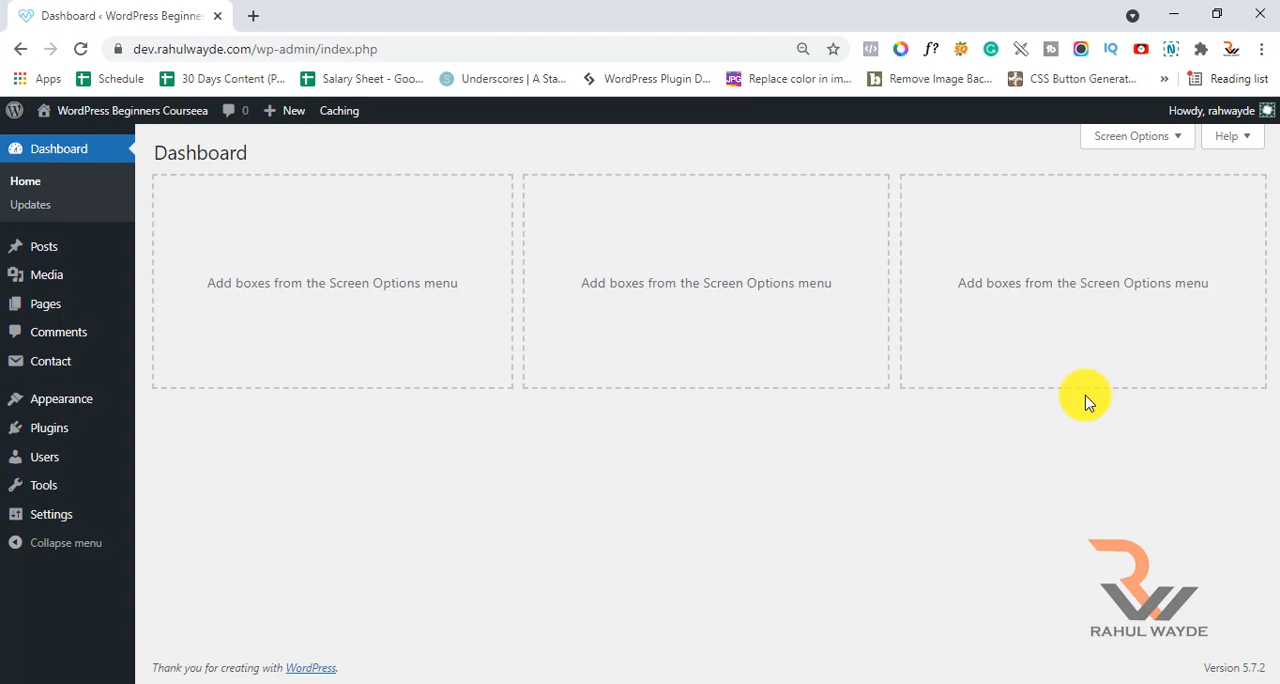 Dashboard ‹ WordPress Beginner
dev.rahulwayde.com/wp-admin/index.php
f?
IQ
N
Apps
Schedule
30 Days Content (P...
Salary Sheet - Goo...
S
Underscores | A Sta...
WordPress Plugin D...
JPG
Replace color in im...
b
Remove Image Bac...
CSS Button Generat...
»
Reading list
WordPress Beginners Courseea
0
New
Caching
Howdy, rahwayde
Dashboard
Home
Updates
Posts
Media
Pages
Comments
Contact
Appearance
Plugins
Users
Tools
Settings
Collapse menu
Screen Options
Help
Dashboard
Add boxes from the Screen Options menu
Add boxes from the Screen Options menu
Add boxes from the Screen Options menu
RW
RAHUL WAYDE
Thank you for creating with WordPress.
Version 5.7.2